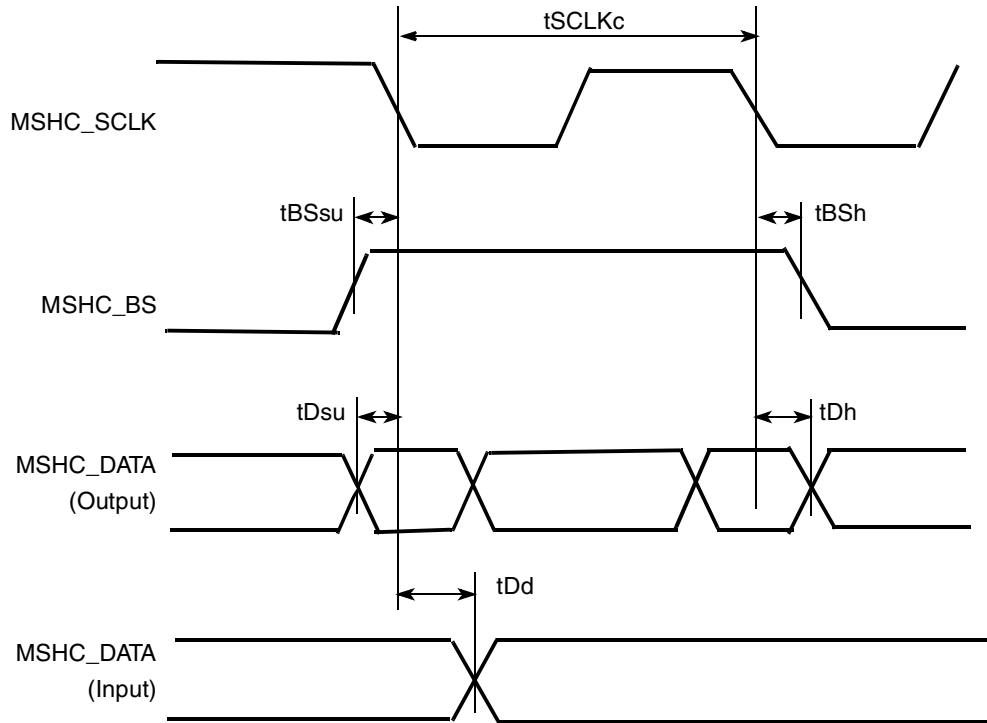 tSCLKc
MSHC_SCLK
tBSsu
tBSh
MSHC_BS
tDsu
tDh
MSHC_DATA
(Output)
tDd
MSHC_DATA
(Input)